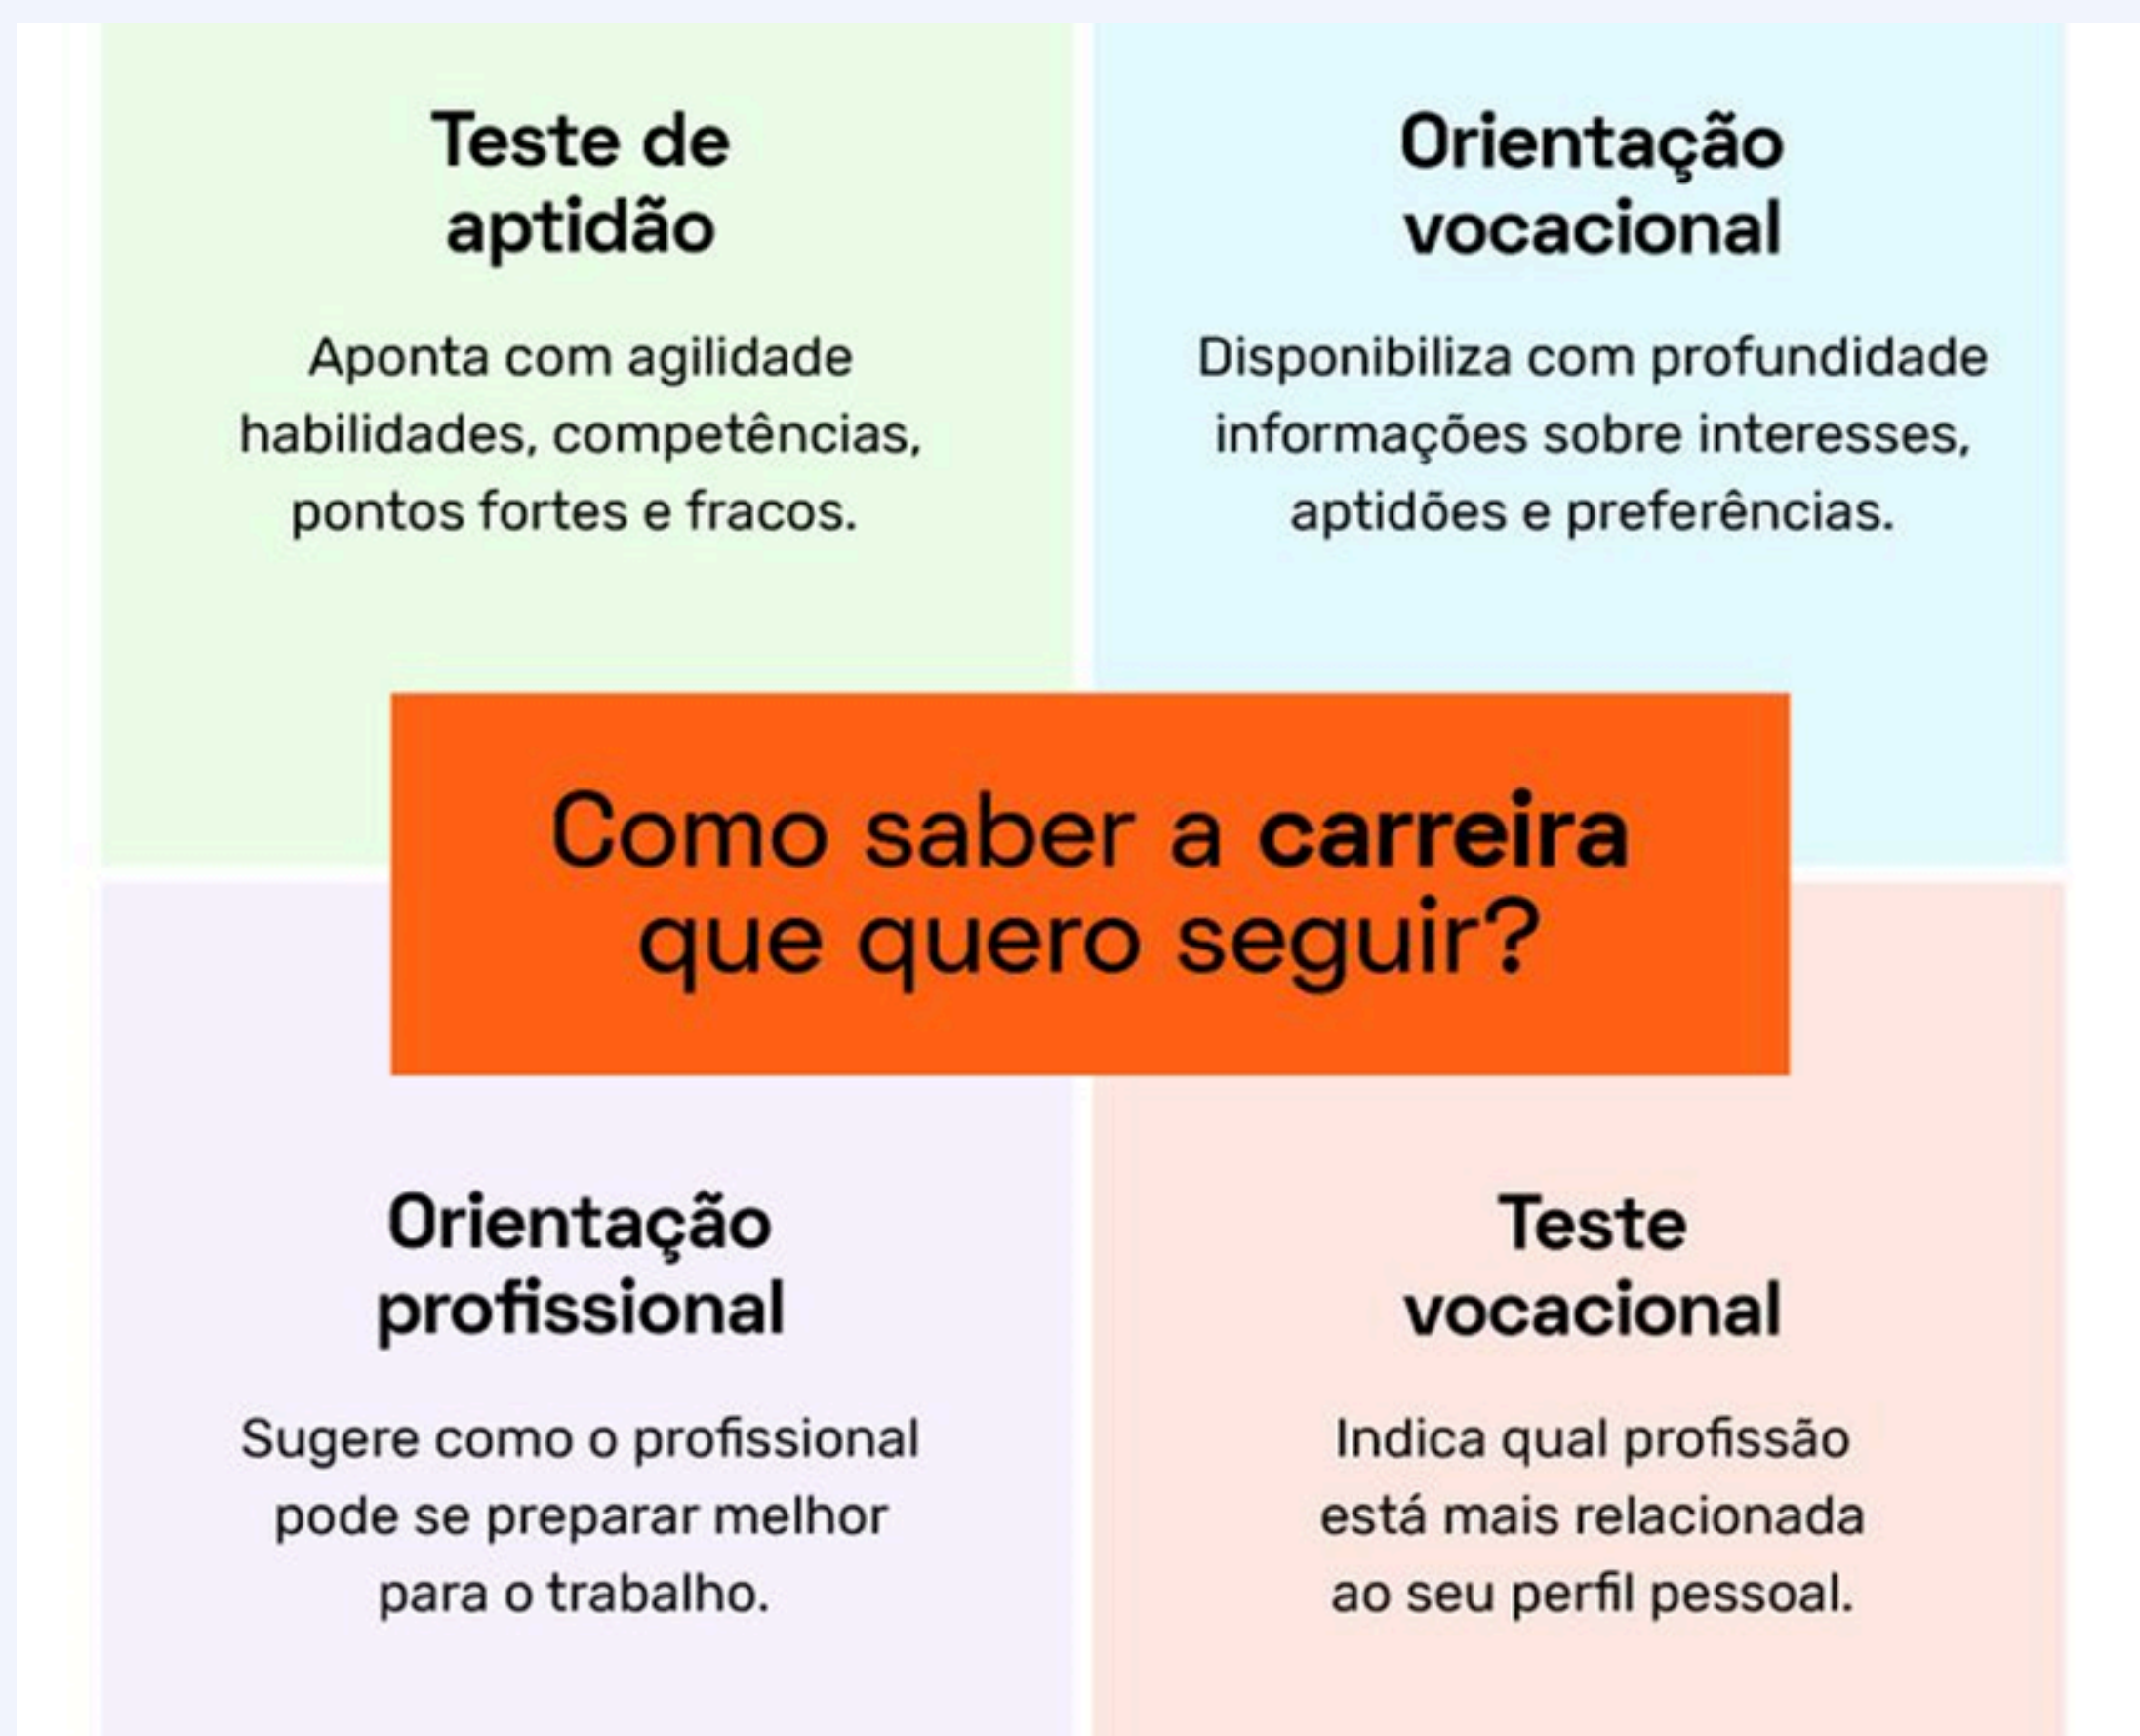 Teste de
aptidão
Aponta com agilidade
habilidades, competências,
pontos fortes e fracos.
Orientação
vocacional
Disponibiliza com profundidade
informações sobre interesses,
aptidões e preferências.
Como saber a carreira
que quero seguir?
Orientação
profissional
Sugere como o profissional
pode se preparar melhor
para o trabalho.
Teste
vocacional
Indica qual profissão
está mais relacionada
ao seu perfil pessoal.